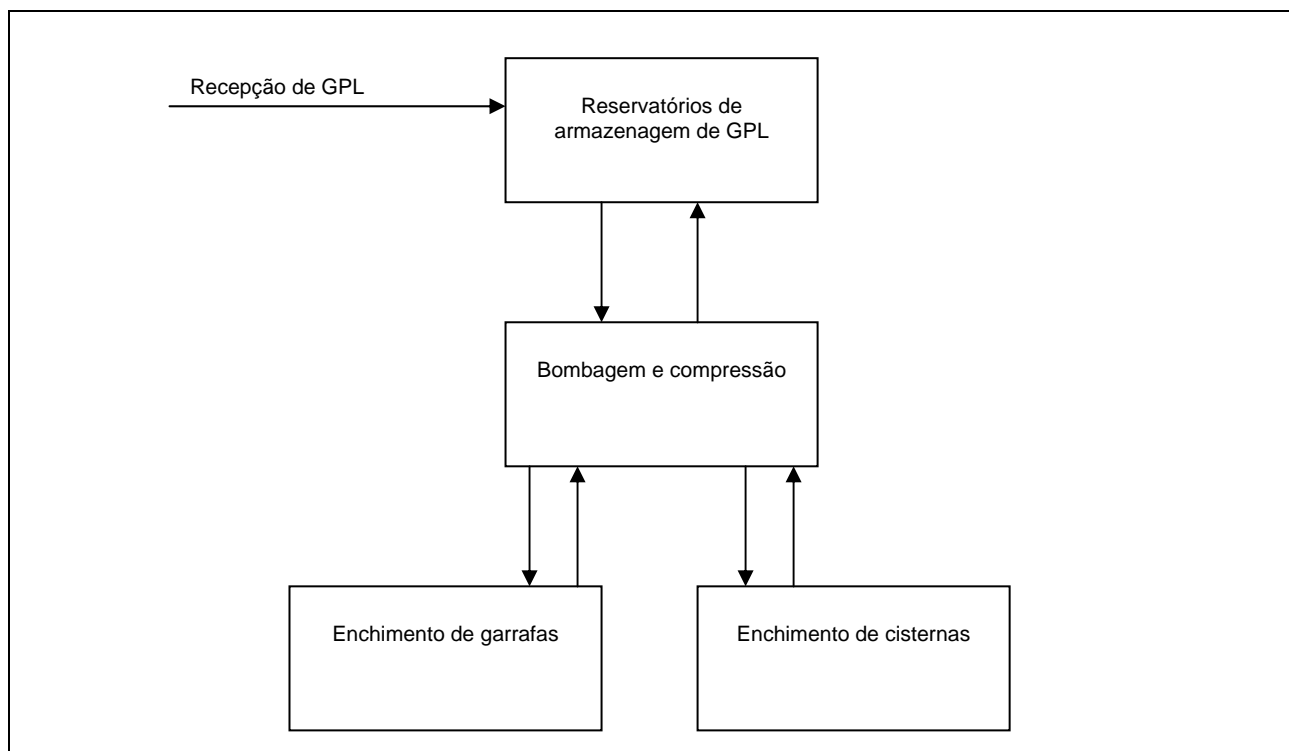 Recepção de GPL
Reservatórios de
armazenagem de GPL
Bombagem e compressão
Enchimento de garrafas
Enchimento de cisternas